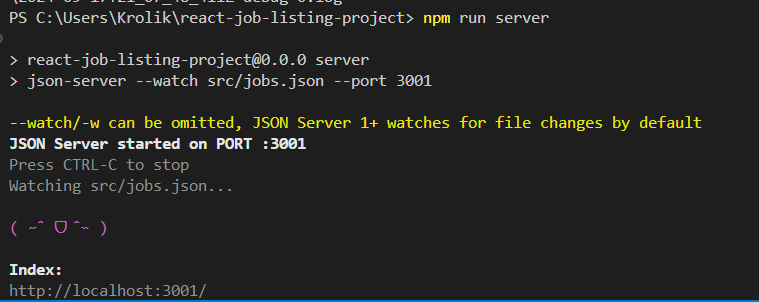 PS C:\Users\Krolik\react-job-listing-project> npm run server
> react-job-listing-project@0.0.0 server
> json-server --watch src/jobs.json --port 3001
--watch/-w can be omitted, JSON Server 1+ watches for file changes by default
JSON Server started on PORT :3001
Press CTRL-C to stop
Watching src/jobs.json...
( ˶ˆ ᗜ ˆ˵ )
Index:
http://localhost:3001/